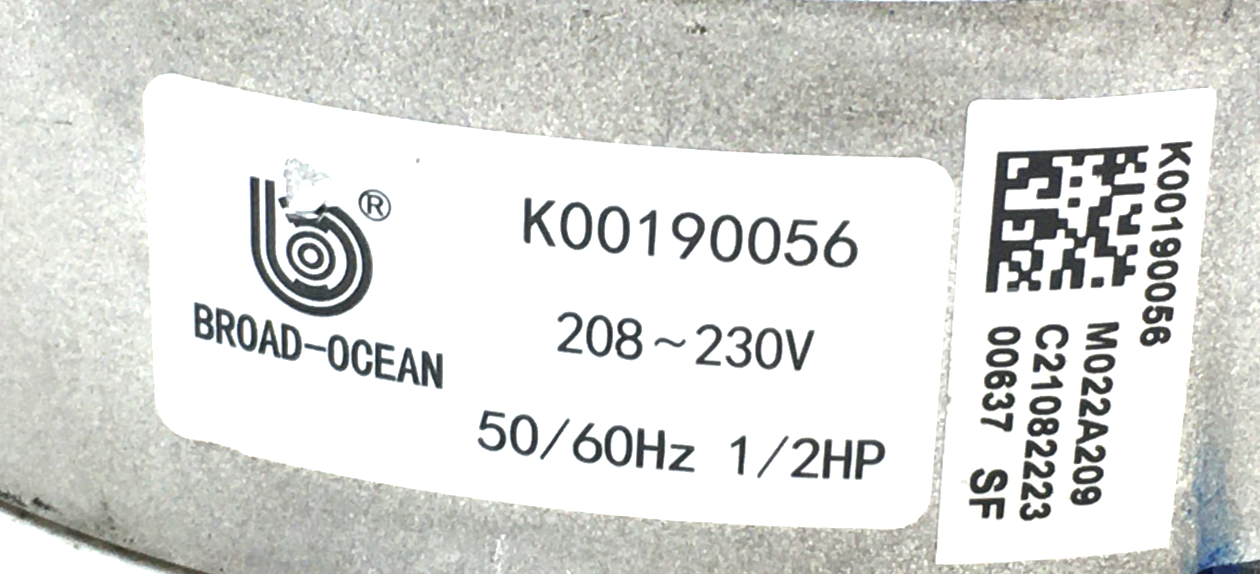 ®
BROAD-OCEAN
K00190056
208~230V
50/60Hz 1/2HP
K00190056
M022A209
C21082223
00637 SF